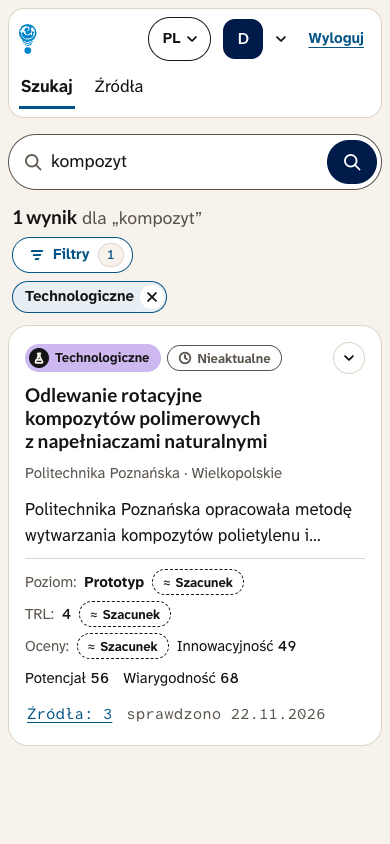 PL
D
Wyloguj
Szukaj
Źródła
kompozyt
1 wynik dla „kompozyt”
Filtry 1
Technologiczne
Technologiczne
Nieaktualne
Odlewanie rotacyjne
kompozytów polimerowych
z napełniaczami naturalnymi
Politechnika Poznańska · Wielkopolskie
Politechnika Poznańska opracowała metodę
wytwarzania kompozytów polietylenu i…
Poziom: Prototyp ≈ Szacunek
TRL: 4 ≈ Szacunek
Oceny: ≈ Szacunek Innowacyjność 49
Potencjał 56 Wiarygodność 68
Źródła: 3 sprawdzono 22.11.2026